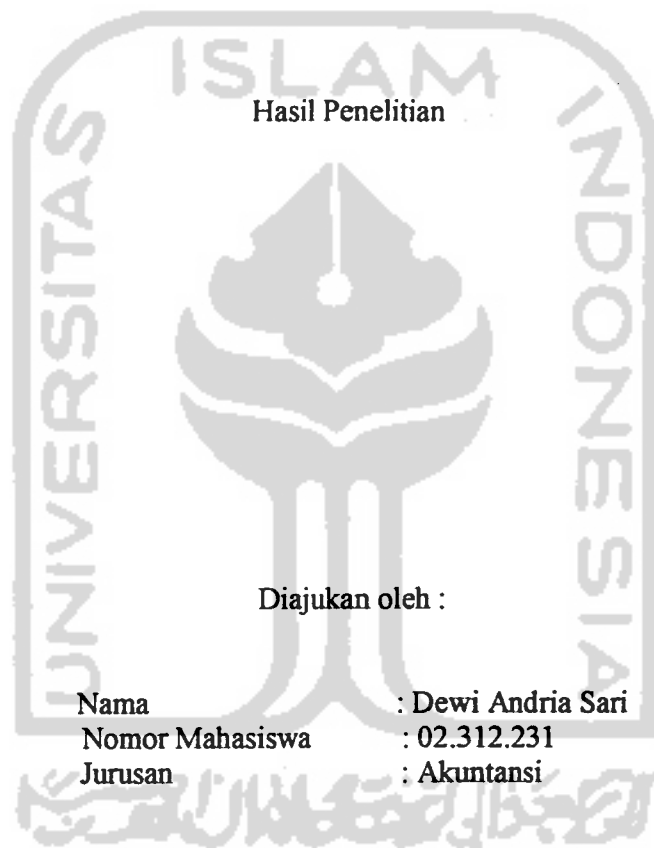 ISLAM
UNIVERSITAS
INDONESIA
Hasil Penelitian
Diajukan oleh :
Nama : Dewi Andria Sari
Nomor Mahasiswa : 02.312.231
Jurusan : Akuntansi